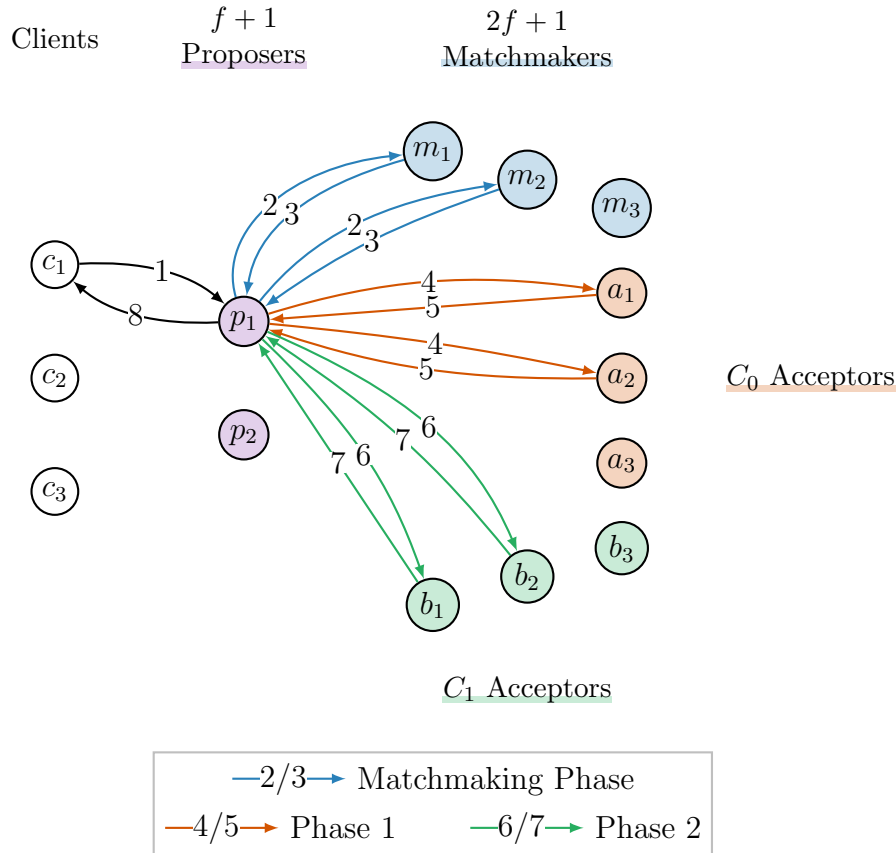 Clients
f + 1
Proposers
2f + 1
Matchmakers
m₁
m₂
m₃
2
3
2
3
c₁
1
8
p₁
4
5
a₁
4
5
a₂
c₂
C₀ Acceptors
p₂
6
7
6
7
a₃
c₃
b₃
b₂
b₁
C₁ Acceptors
2/3 Matchmaking Phase
4/5 Phase 1
6/7 Phase 2